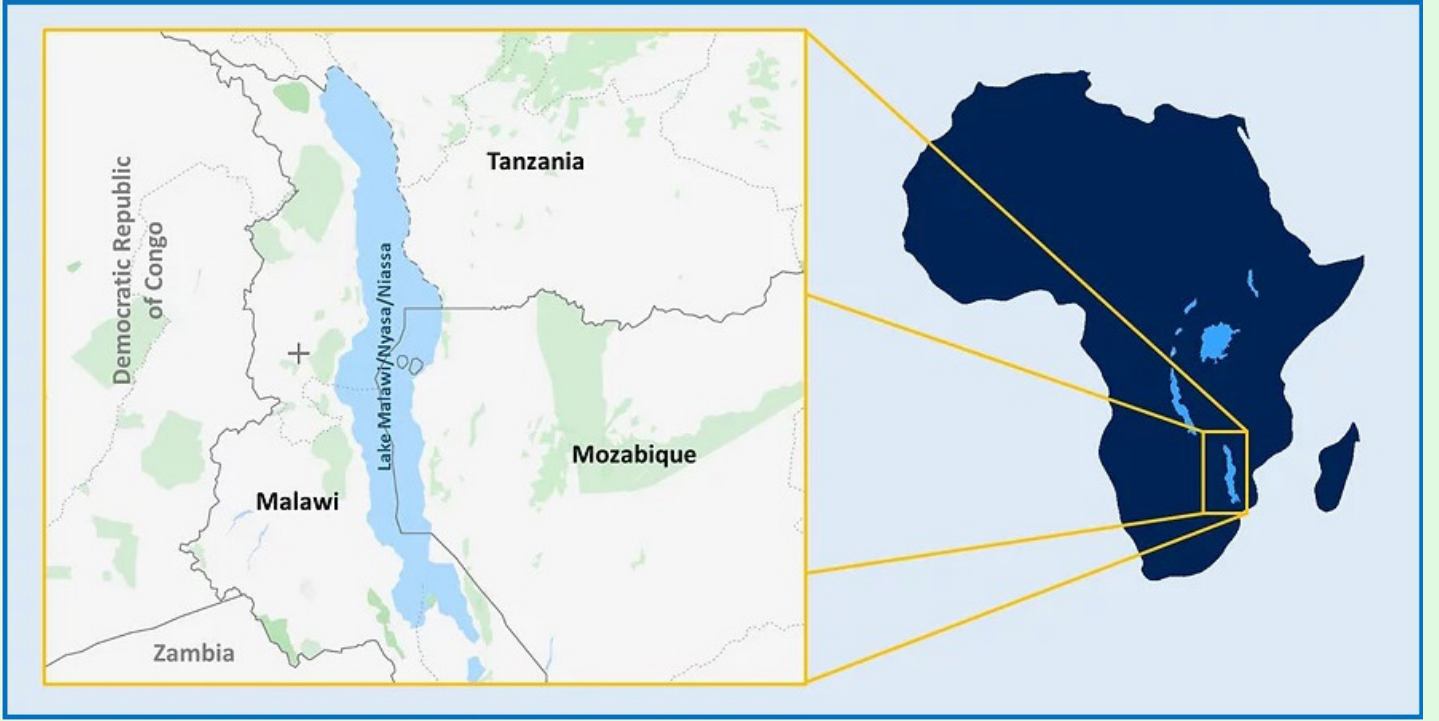 Tanzania
Democratic Republic
of Congo
Lake Malawi/Nyasa/Niassa
Mozabique
Malawi
Zambia